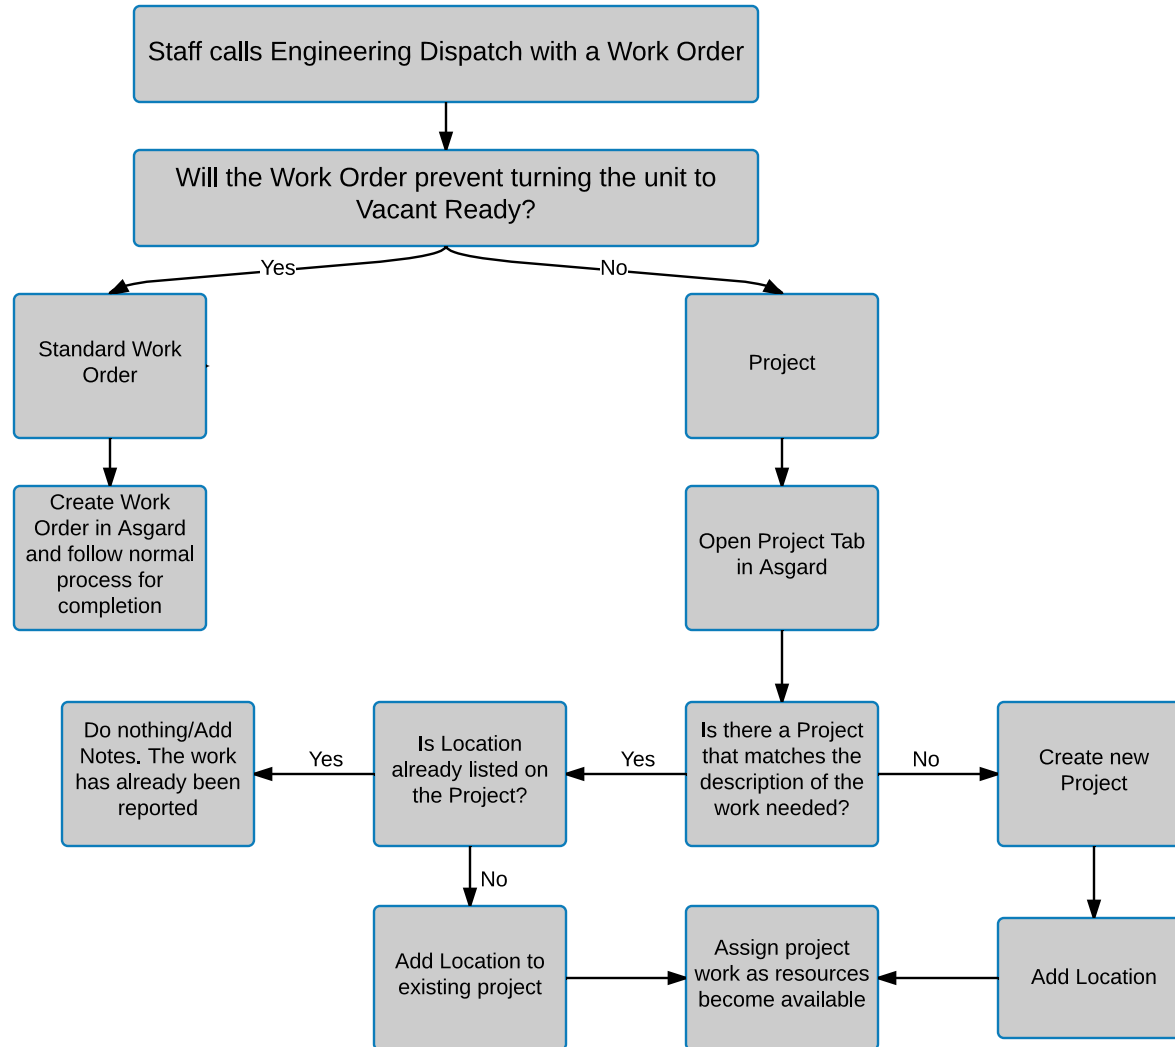 Staff calls Engineering Dispatch with a Work Order
Will the Work Order prevent turning the unit to
Vacant Ready?
Yes
No
Standard Work
Order
Project
Create Work
Order in Asgard
and follow normal
process for
completion
Open Project Tab
in Asgard
Do nothing/Add
Notes. The work
has already been
reported
Yes
Is Location
already listed on
the Project?
Yes
Is there a Project
that matches the
description of the
work needed?
No
Create new
Project
No
Add Location to
existing project
Assign project
work as resources
become available
Add Location